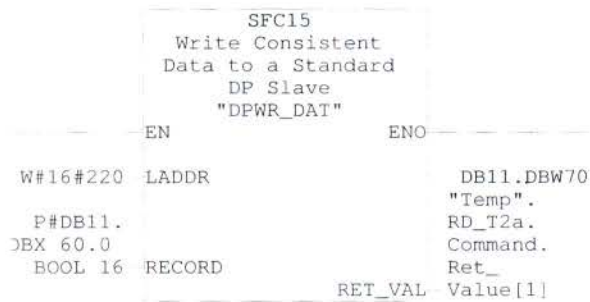 SFC15
Write Consistent
Data to a Standard
DP Slave
"DPWR_DAT"
EN ENO
W#16#220 LADDR DB11.DBW70
"Temp".
P#DB11. RD_T2a.
DBX 60.0 Command.
BOOL 16 RECORD Ret_
RET_VAL Value[1]